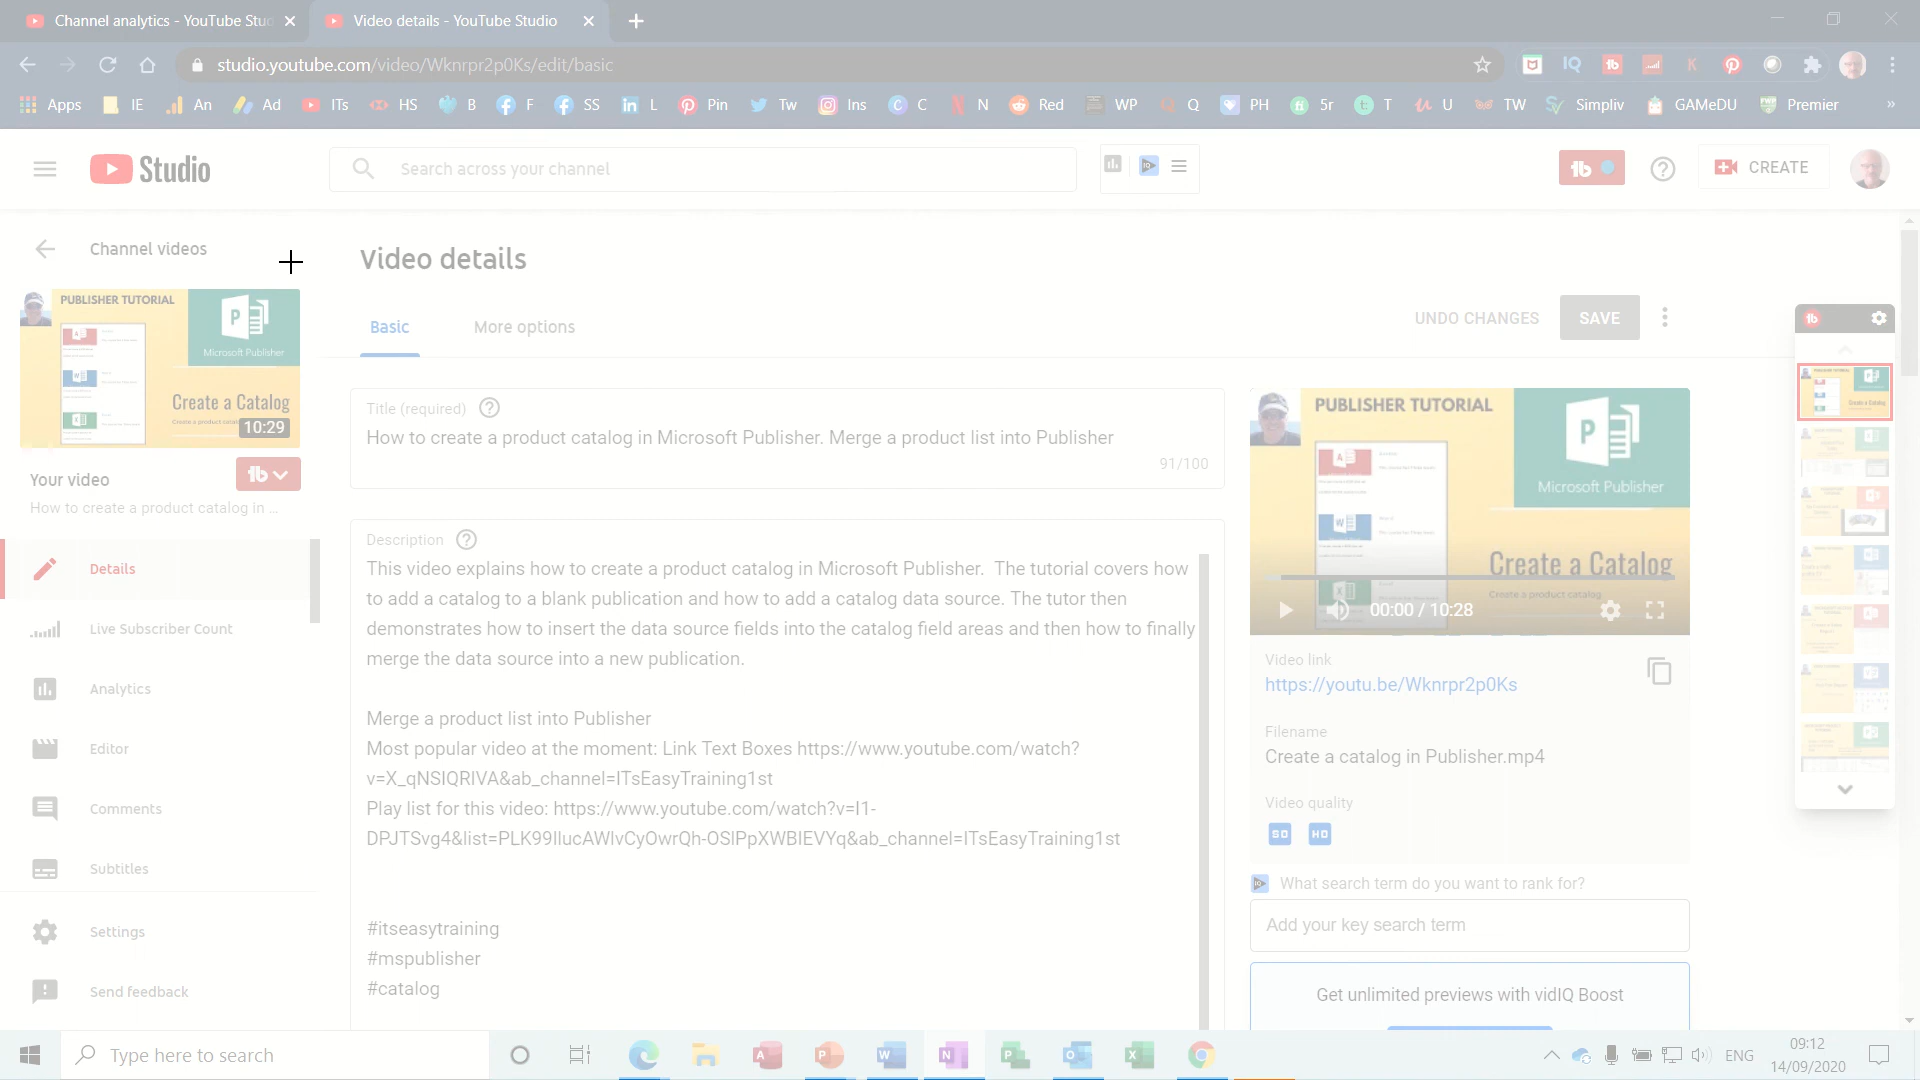 Channel analytics - YouTube Stud
Video details - YouTube Studio
studio.youtube.com/video/Wknrpr2p0Ks/edit/basic
Apps IE An Ad ITs HS B F SS L Pin Tw Ins C N Red WP Q PH 5r T U TW Simpliv GAMeDU Premier »
Studio
Search across your channel
CREATE
Channel videos
Video details
PUBLISHER TUTORIAL
Microsoft Publisher
Create a Catalog
10:29
Your video
How to create a product catalog in ...
Basic
More options
UNDO CHANGES
SAVE
Title (required)
How to create a product catalog in Microsoft Publisher. Merge a product list into Publisher
91/100
Description
This video explains how to create a product catalog in Microsoft Publisher.  The tutorial covers how
to add a catalog to a blank publication and how to add a catalog data source. The tutor then
demonstrates how to insert the data source fields into the catalog field areas and then how to finally
merge the data source into a new publication.
Merge a product list into Publisher
Most popular video at the moment: Link Text Boxes https://www.youtube.com/watch?
v=X_qNSIQRIVA&ab_channel=ITsEasyTraining1st
Play list for this video: https://www.youtube.com/watch?v=I1-
DPJTSvg4&list=PLK99IlucAWIvCyOwrQh-OSlPpXWBIEVYq&ab_channel=ITsEasyTraining1st
#itseasytraining
#mspublisher
#catalog
Details
Live Subscriber Count
Analytics
Editor
Comments
Subtitles
Settings
Send feedback
PUBLISHER TUTORIAL
Microsoft Publisher
Create a Catalog
Create a product catalog
00:00 / 10:28
Video link
https://youtu.be/Wknrpr2p0Ks
Filename
Create a catalog in Publisher.mp4
Video quality
SD HD
What search term do you want to rank for?
Add your key search term
Get unlimited previews with vidIQ Boost
Type here to search
ENG
09:12
14/09/2020